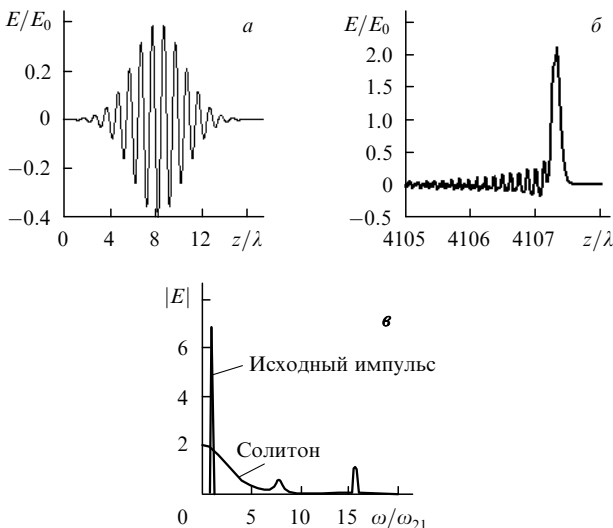 E/E₀
а
0.2
0
−0.2
−0.4
0 4 8 12 z/λ
E/E₀
б
2.0
1.5
1.0
0.5
0
−0.5
4105 4106 4107 z/λ
|E|
в
6
Исходный импульс
4
2
Солитон
0 5 10 15 ω/ω₂₁